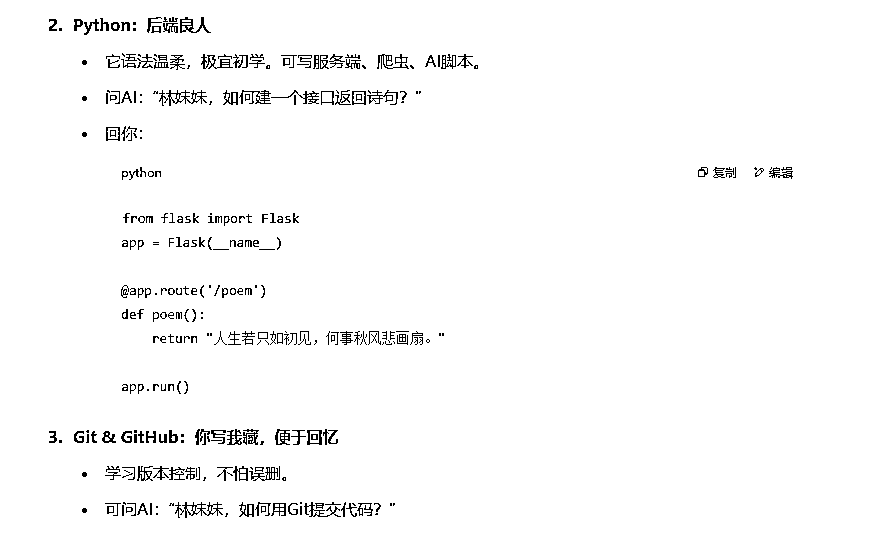 2. Python：后端良人
• 它语法温柔，极宜初学。可写服务端、爬虫、AI脚本。
• 问AI：“林妹妹，如何建一个接口返回诗句？”
• 回你：
python 复制 编辑
from flask import Flask
app = Flask(__name__)
@app.route('/poem')
def poem():
    return "人生若只如初见，何事秋风悲画扇。"
app.run()
3. Git & GitHub：你写我藏，便于回忆
• 学习版本控制，不怕误删。
• 可问AI：“林妹妹，如何用Git提交代码？”